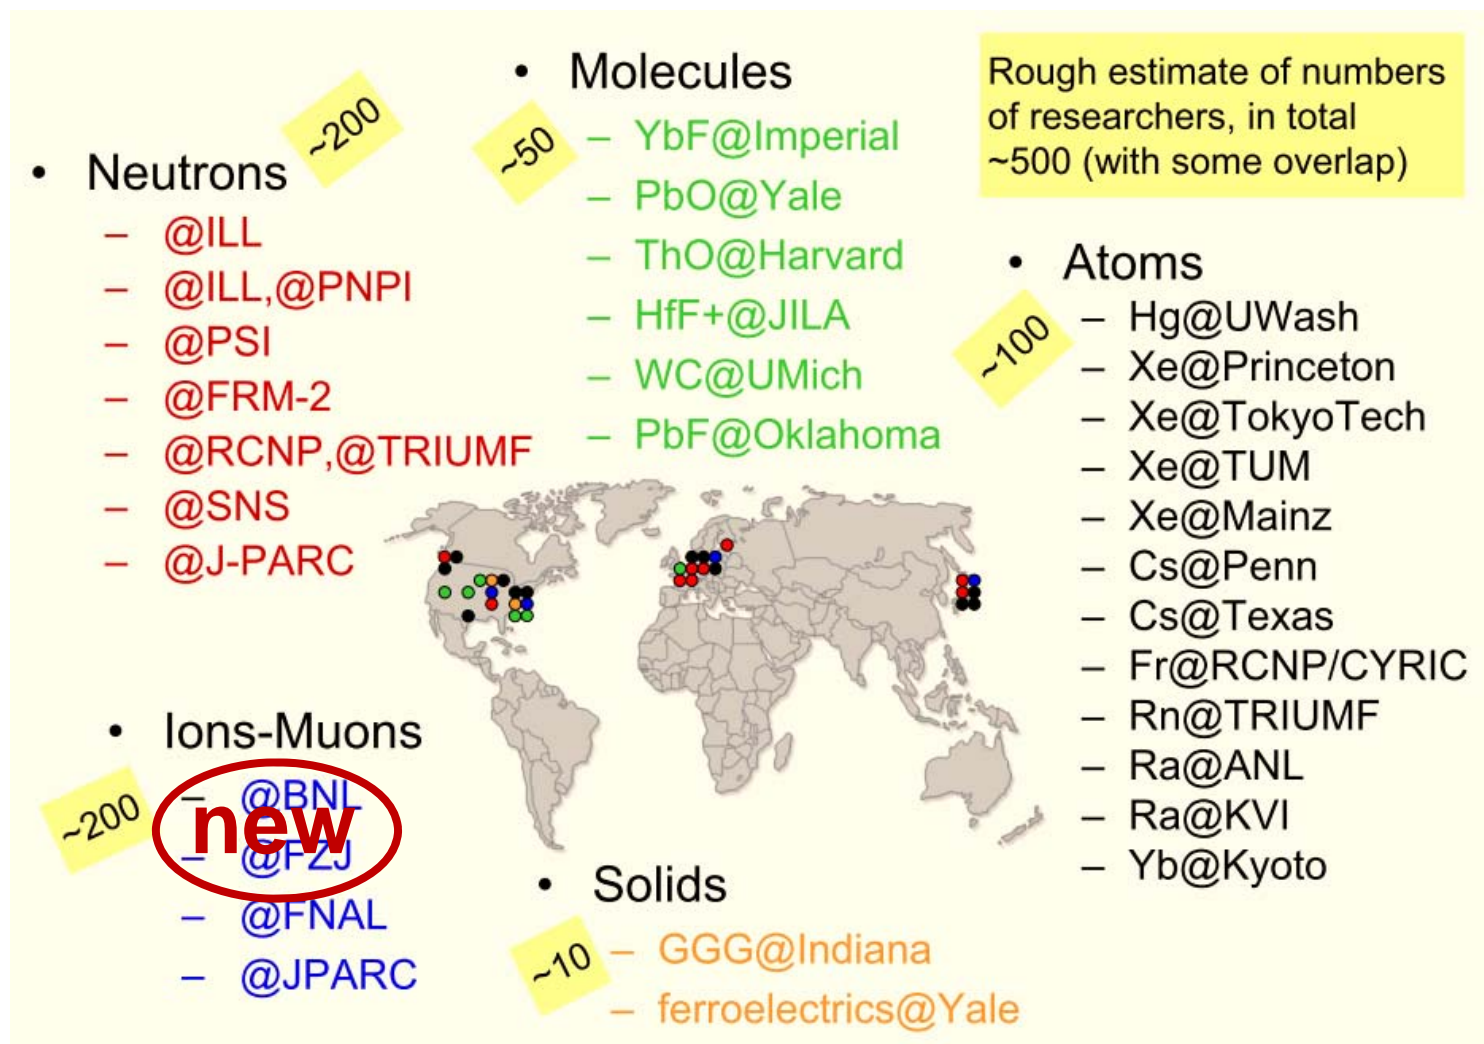 • Neutrons
~200
– @ILL
– @ILL,@PNPI
– @PSI
– @FRM-2
– @RCNP,@TRIUMF
– @SNS
– @J-PARC
• Molecules
~50
– YbF@Imperial
– PbO@Yale
– ThO@Harvard
– HfF+@JILA
– WC@UMich
– PbF@Oklahoma
Rough estimate of numbers
of researchers, in total
~500 (with some overlap)
• Atoms
~100
– Hg@UWash
– Xe@Princeton
– Xe@TokyoTech
– Xe@TUM
– Xe@Mainz
– Cs@Penn
– Cs@Texas
– Fr@RCNP/CYRIC
– Rn@TRIUMF
– Ra@ANL
– Ra@KVI
– Yb@Kyoto
• Ions-Muons
~200
– @BNL
new
– @FZJ
– @FNAL
– @JPARC
• Solids
~10
– GGG@Indiana
– ferroelectrics@Yale